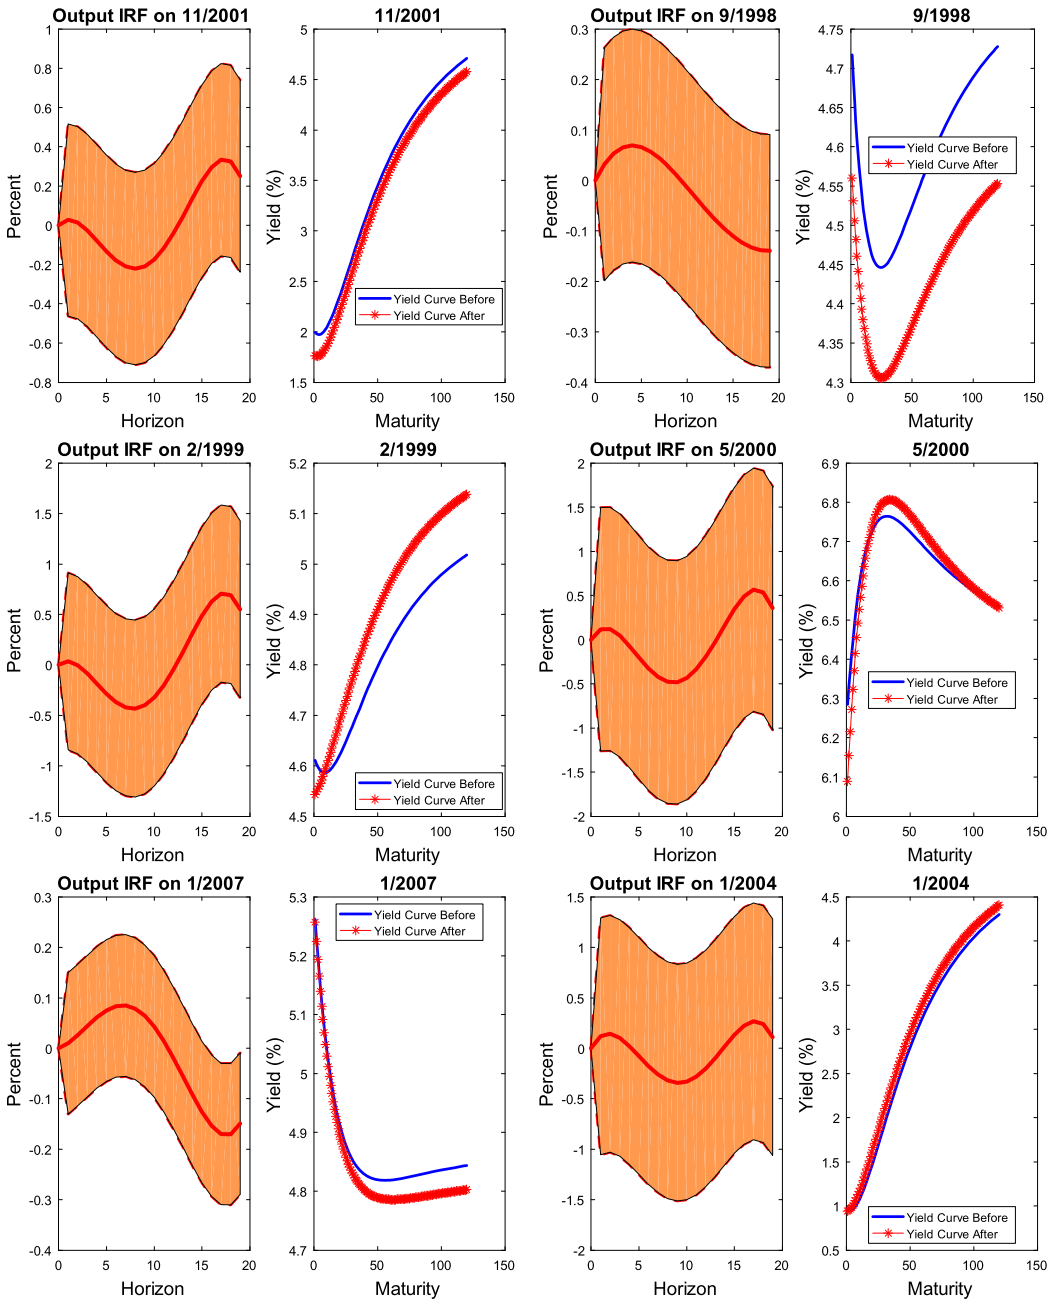 Output IRF on 11/2001
1
0.8
0.6
0.4
0.2
0
-0.2
-0.4
-0.6
-0.8
Percent
0 5 10 15 20
Horizon
11/2001
5
4.5
4
3.5
3
2.5
2
1.5
Yield (%)
Yield Curve Before
Yield Curve After
0 50 100 150
Maturity
Output IRF on 9/1998
0.3
0.2
0.1
0
-0.1
-0.2
-0.3
-0.4
Percent
0 5 10 15 20
Horizon
9/1998
4.75
4.7
4.65
4.6
4.55
4.5
4.45
4.4
4.35
4.3
Yield (%)
Yield Curve Before
Yield Curve After
0 50 100 150
Maturity
Output IRF on 2/1999
2
1.5
1
0.5
0
-0.5
-1
-1.5
Percent
0 5 10 15 20
Horizon
2/1999
5.2
5.1
5
4.9
4.8
4.7
4.6
4.5
Yield (%)
Yield Curve Before
Yield Curve After
0 50 100 150
Maturity
Output IRF on 5/2000
2
1.5
1
0.5
0
-0.5
-1
-1.5
-2
Percent
0 5 10 15 20
Horizon
5/2000
6.9
6.8
6.7
6.6
6.5
6.4
6.3
6.2
6.1
6
Yield (%)
Yield Curve Before
Yield Curve After
0 50 100 150
Maturity
Output IRF on 1/2007
0.3
0.2
0.1
0
-0.1
-0.2
-0.3
-0.4
Percent
0 5 10 15 20
Horizon
1/2007
5.3
5.2
5.1
5
4.9
4.8
4.7
Yield (%)
Yield Curve Before
Yield Curve After
0 50 100 150
Maturity
Output IRF on 1/2004
1.5
1
0.5
0
-0.5
-1
-1.5
-2
Percent
0 5 10 15 20
Horizon
1/2004
4.5
4
3.5
3
2.5
2
1.5
1
0.5
Yield (%)
Yield Curve Before
Yield Curve After
0 50 100 150
Maturity